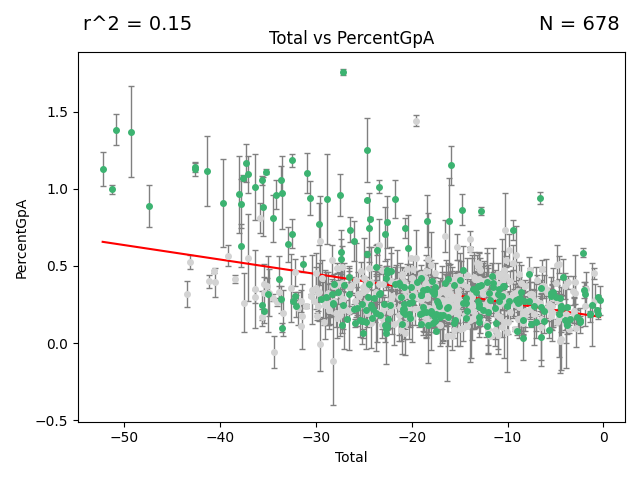 r^2 = 0.15
N = 678
Total vs PercentGpA
PercentGpA
1.5
1.0
0.5
0.0
−0.5
−50
−40
−30
−20
−10
0
Total